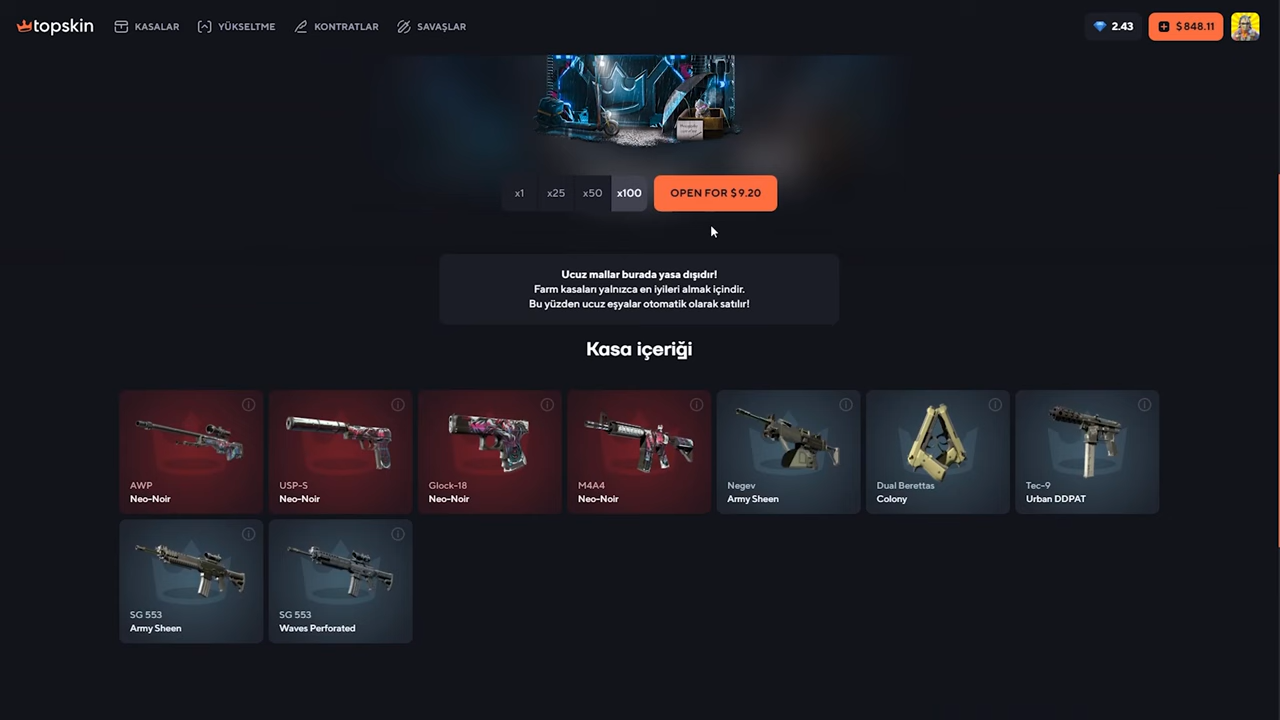 topskin
KASALAR
YÜKSELTME
KONTRATLAR
SAVAŞLAR
2.43
$848.11
x1
x25
x50
x100
OPEN FOR $9.20
Ucuz mallar burada yasa dışıdır!
Farm kasaları yalnızca en iyileri almak içindir.
Bu yüzden ucuz eşyalar otomatik olarak satılır!
Kasa içeriği
AWP
Neo-Noir
USP-S
Neo-Noir
Glock-18
Neo-Noir
M4A4
Neo-Noir
Negev
Army Sheen
Dual Berettas
Colony
Tec-9
Urban DDPAT
SG 553
Army Sheen
SG 553
Waves Perforated